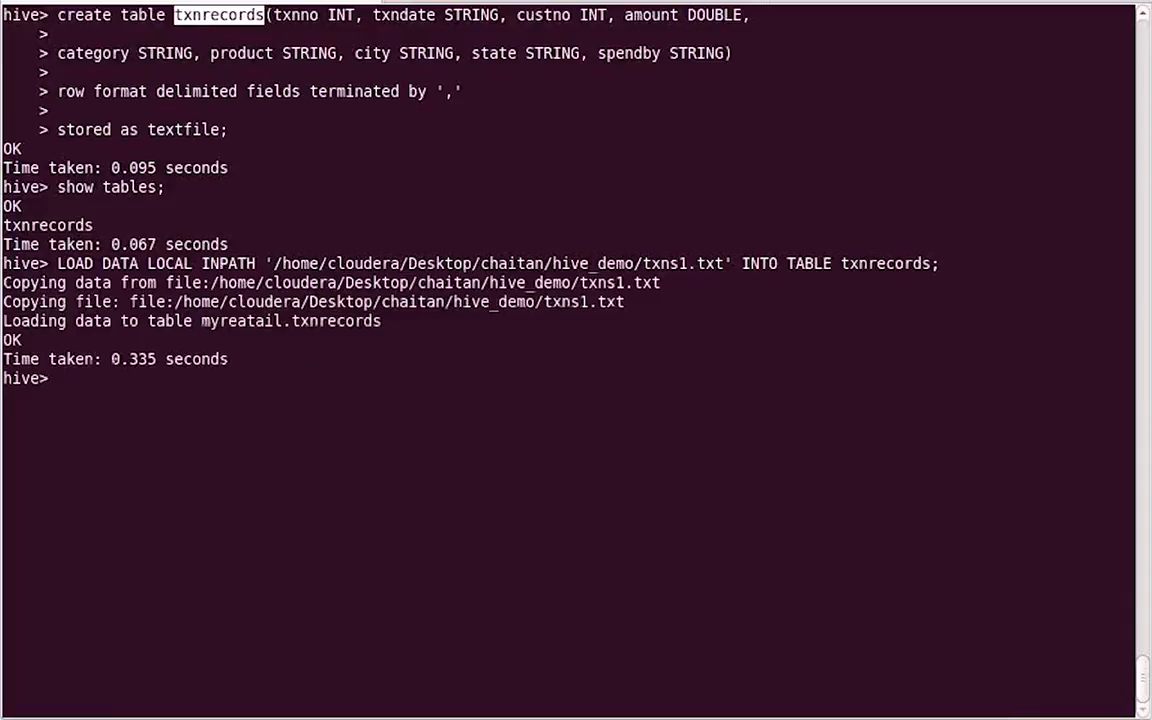 hive> create table txnrecords(txnno INT, txndate STRING, custno INT, amount DOUBLE,
>
> category STRING, product STRING, city STRING, state STRING, spendby STRING)
>
> row format delimited fields terminated by ','
>
> stored as textfile;
OK
Time taken: 0.095 seconds
hive> show tables;
OK
txnrecords
Time taken: 0.067 seconds
hive> LOAD DATA LOCAL INPATH '/home/cloudera/Desktop/chaitan/hive_demo/txns1.txt' INTO TABLE txnrecords;
Copying data from file:/home/cloudera/Desktop/chaitan/hive_demo/txns1.txt
Copying file: file:/home/cloudera/Desktop/chaitan/hive_demo/txns1.txt
Loading data to table myreatail.txnrecords
OK
Time taken: 0.335 seconds
hive>